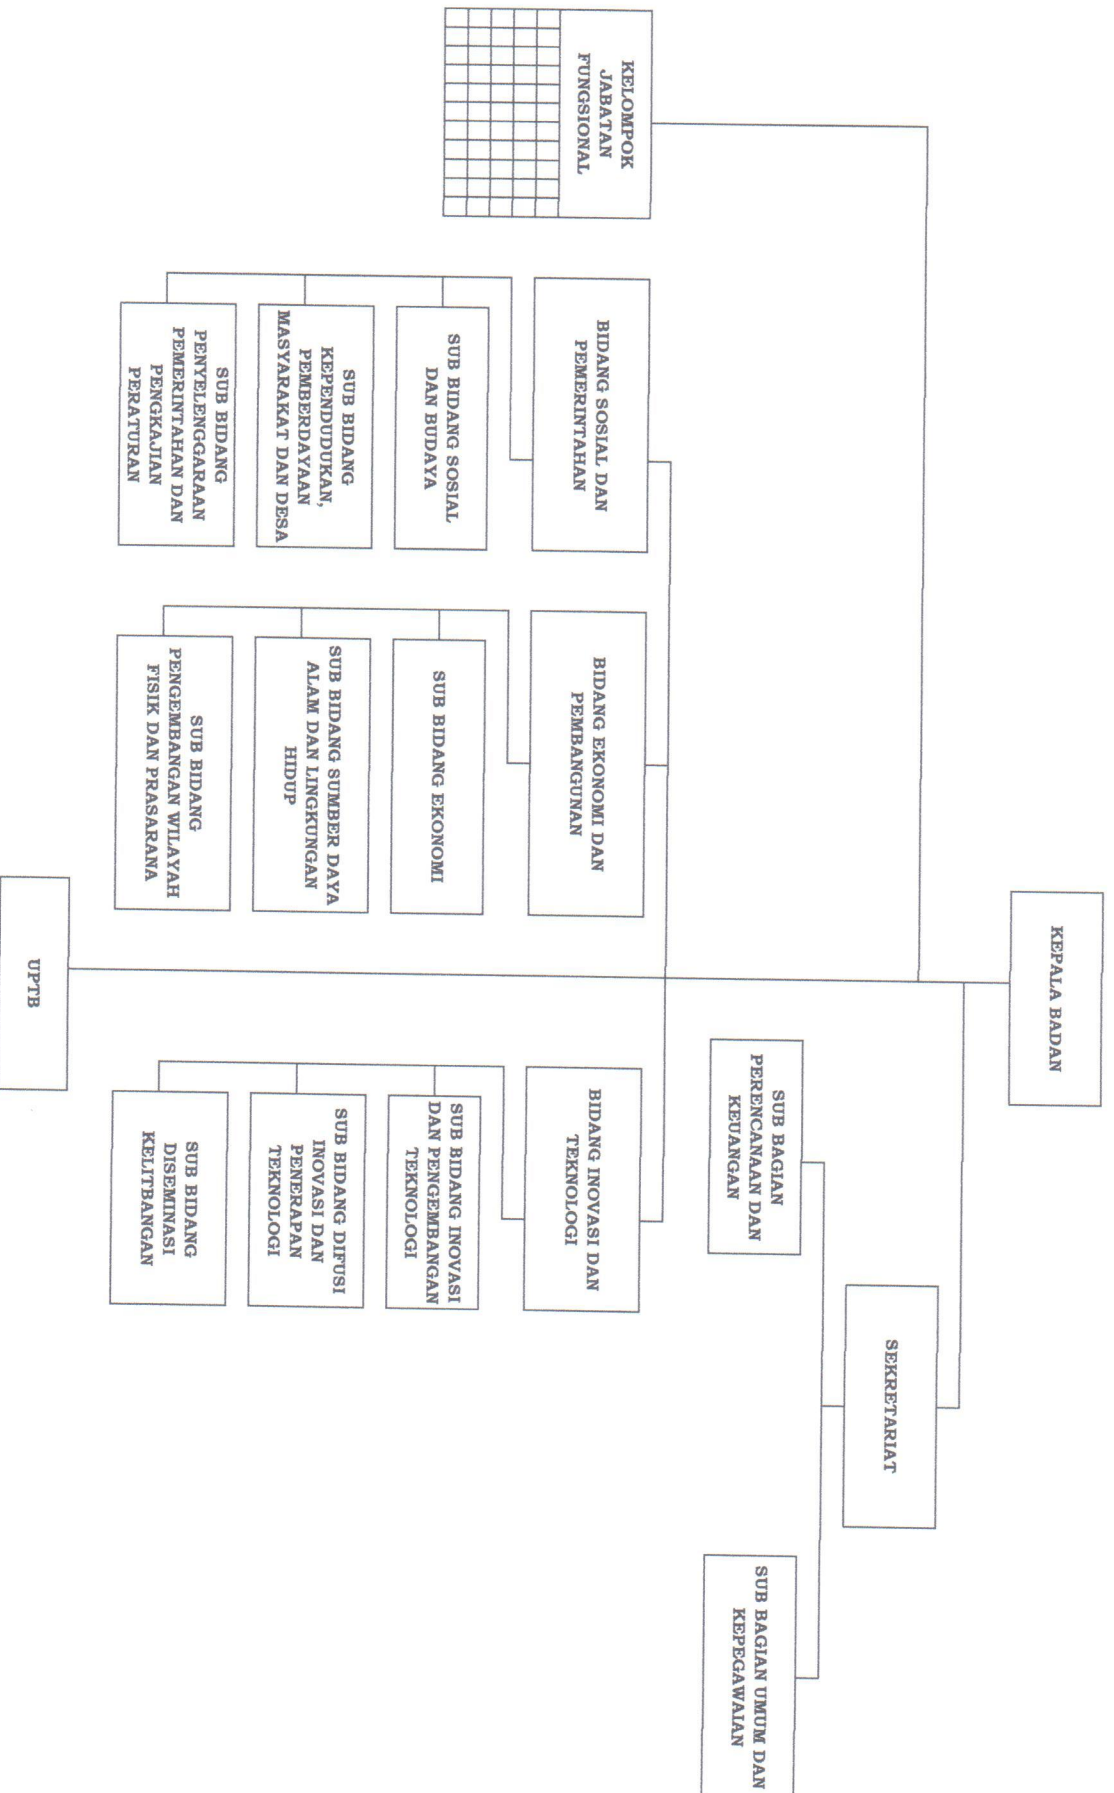 KEPALA BADAN
SEKRETARIAT
SUB BAGIAN
PERENCANAAN DAN
KEUANGAN
SUB BAGIAN UMUM DAN
KEPEGAWAIAN
KELOMPOK
JABATAN
FUNGSIONAL
BIDANG SOSIAL DAN
PEMERINTAHAN
SUB BIDANG SOSIAL
DAN BUDAYA
SUB BIDANG
KEPENDUDUKAN,
PEMBERDAYAAN
MASYARAKAT DAN DESA
SUB BIDANG
PENYELENGGARAAN
PEMERINTAHAN DAN
PENGKAJIAN
PERATURAN
BIDANG EKONOMI DAN
PEMBANGUNAN
SUB BIDANG EKONOMI
SUB BIDANG SUMBER DAYA
ALAM DAN LINGKUNGAN
HIDUP
SUB BIDANG
PENGEMBANGAN WILAYAH
FISIK DAN PRASARANA
BIDANG INOVASI DAN
TEKNOLOGI
SUB BIDANG INOVASI
DAN PENGEMBANGAN
TEKNOLOGI
SUB BIDANG DIFUSI
INOVASI DAN
PENERAPAN
TEKNOLOGI
SUB BIDANG
DISEMINASI
KELITBANGAN
UPTB